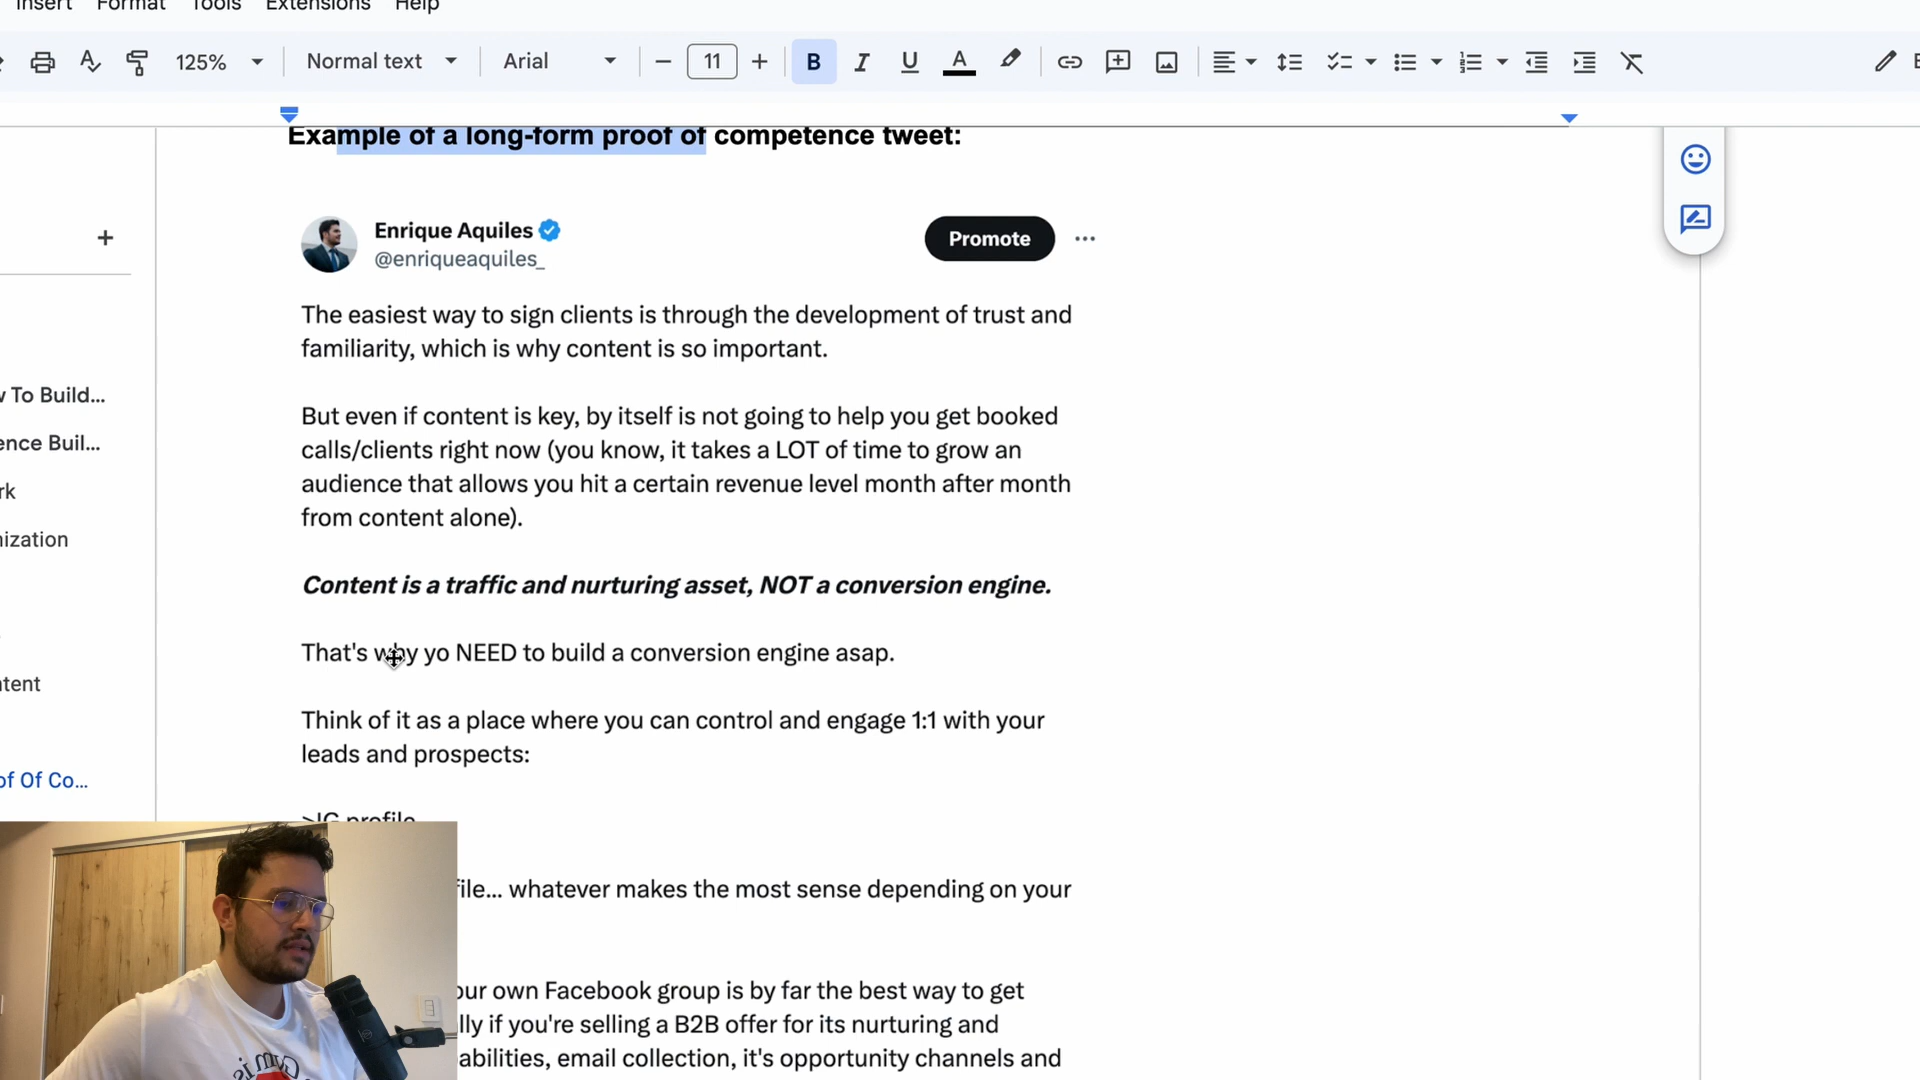 Insert Format Tools Extensions Help
125% Normal text Arial 11 B I U A
Example of a long-form proof of competence tweet:
Enrique Aquiles
@enriqueaquiles_
Promote
The easiest way to sign clients is through the development of trust and
familiarity, which is why content is so important.
But even if content is key, by itself is not going to help you get booked
calls/clients right now (you know, it takes a LOT of time to grow an
audience that allows you hit a certain revenue level month after month
from content alone).
Content is a traffic and nurturing asset, NOT a conversion engine.
That's why yo NEED to build a conversion engine asap.
Think of it as a place where you can control and engage 1:1 with your
leads and prospects:
>IG profile
file... whatever makes the most sense depending on your
our own Facebook group is by far the best way to get
lly if you're selling a B2B offer for its nurturing and
abilities, email collection, it's opportunity channels and
w To Build...
ence Buil...
rk
nization
ntent
of Of Co...